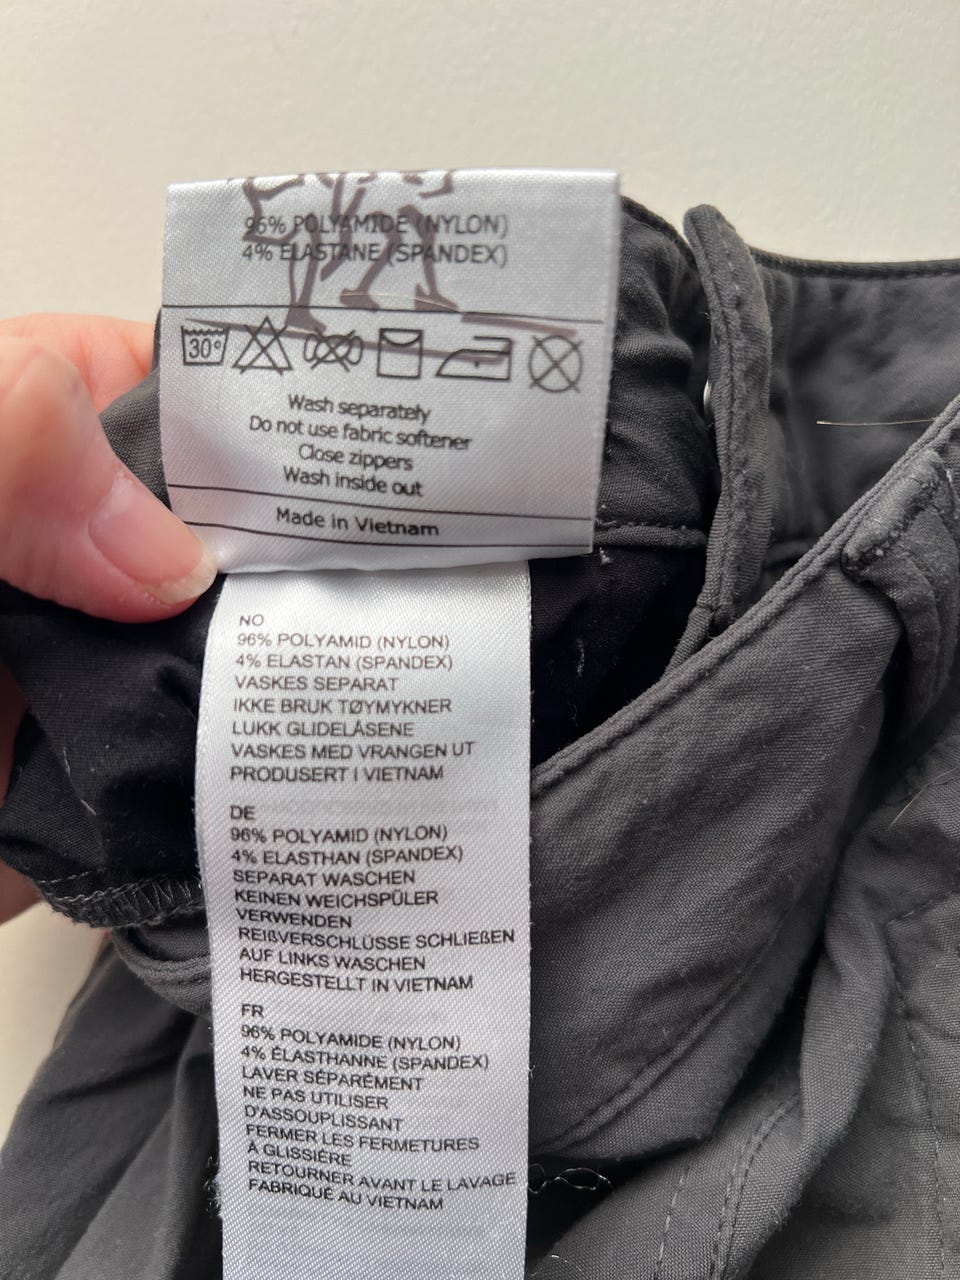 96% POLYAMIDE (NYLON)
4% ELASTANE (SPANDEX)
30°
Wash separately
Do not use fabric softener
Close zippers
Wash inside out
Made in Vietnam
NO
96% POLYAMID (NYLON)
4% ELASTAN (SPANDEX)
VASKES SEPARAT
IKKE BRUK TØYMYKNER
LUKK GLIDELÅSENE
VASKES MED VRANGEN UT
PRODUSERT I VIETNAM
DE
96% POLYAMID (NYLON)
4% ELASTHAN (SPANDEX)
SEPARAT WASCHEN
KEINEN WEICHSPÜLER
VERWENDEN
REIßVERSCHLÜSSE SCHLIEßEN
AUF LINKS WASCHEN
HERGESTELLT IN VIETNAM
FR
96% POLYAMIDE (NYLON)
4% ÉLASTHANNE (SPANDEX)
LAVER SÉPARÉMENT
NE PAS UTILISER
D'ASSOUPLISSANT
FERMER LES FERMETURES
À GLISSIÈRE
RETOURNER AVANT LE LAVAGE
FABRIQUÉ AU VIETNAM